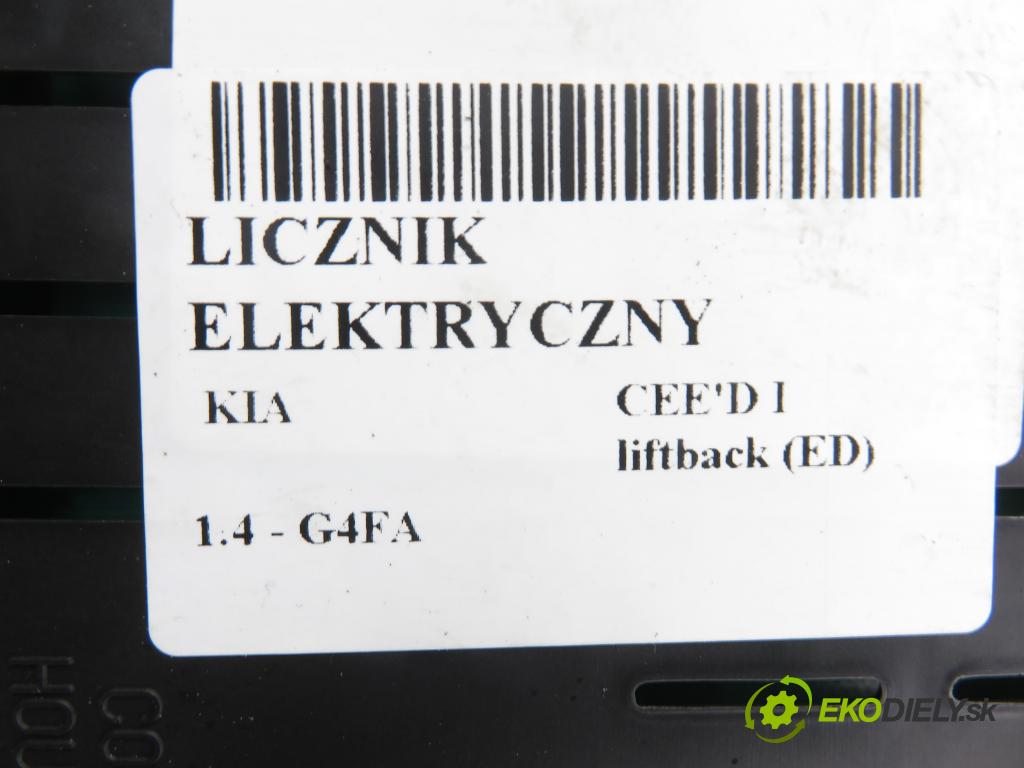 LICZNIK
ELEKTRYCZNY
KIA
CEE'D I
liftback (ED)
1.4 - G4FA
EKODIELY.sk